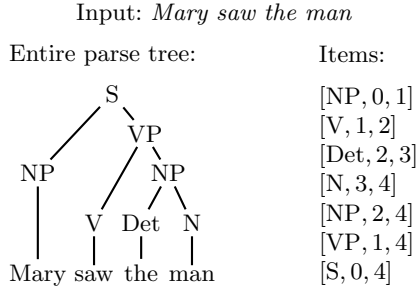 Input: Mary saw the man
Entire parse tree:
Items:
S
VP
NP
NP
V
Det
N
Mary saw the man
[NP, 0, 1]
[V, 1, 2]
[Det, 2, 3]
[N, 3, 4]
[NP, 2, 4]
[VP, 1, 4]
[S, 0, 4]